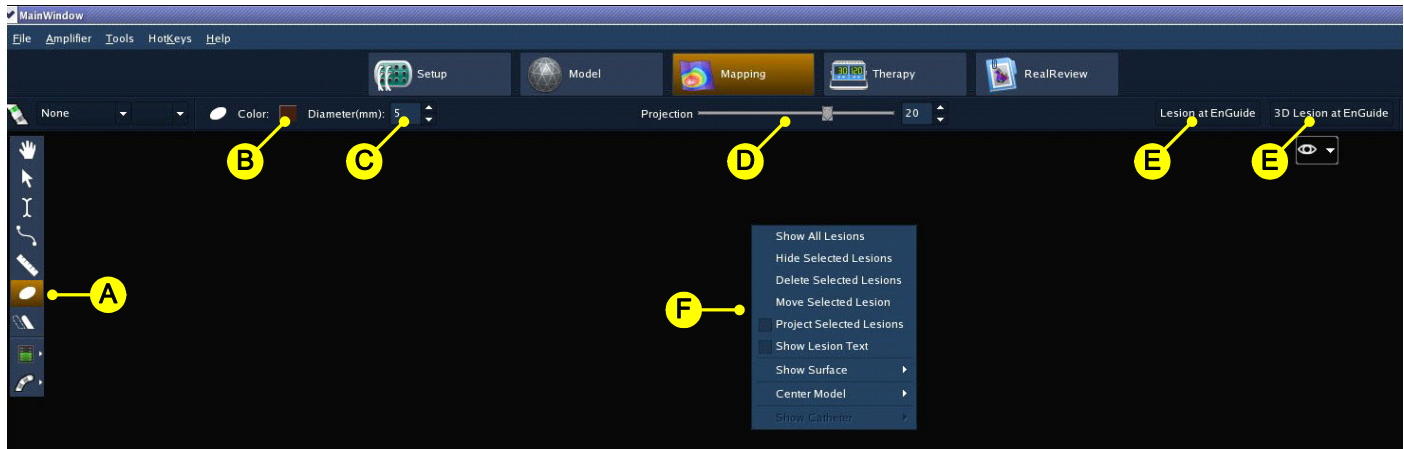 MainWindow
File Amplifier Tools HotKeys Help
Setup Model Mapping Therapy RealReview
None Color: Diameter(mm): 5 Projection 20 Lesion at EnGuide 3D Lesion at EnGuide
B C D E E
A
F
Show All Lesions
Hide Selected Lesions
Delete Selected Lesions
Move Selected Lesion
Project Selected Lesions
Show Lesion Text
Show Surface
Center Model
Show Catheter